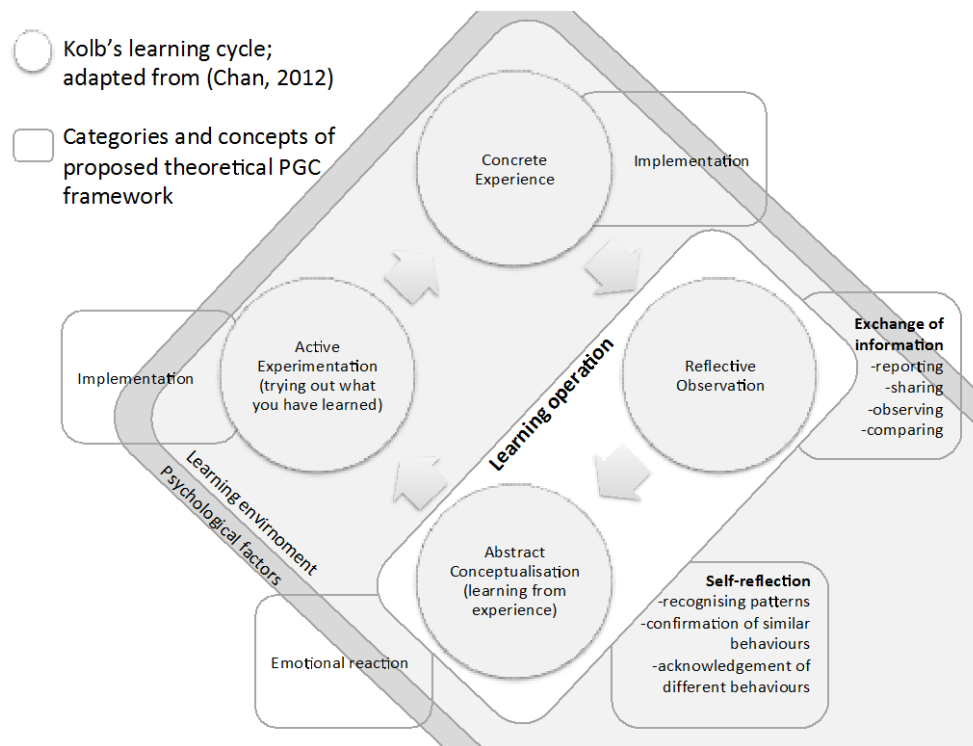 Kolb's learning cycle;
adapted from (Chan, 2012)
Categories and concepts of
proposed theoretical PGC
framework
Concrete
Experience
Implementation
Active
Experimentation
(trying out what
you have learned)
Implementation
Reflective
Observation
Exchange of
information
-reporting
-sharing
-observing
-comparing
Learning operation
Learning envirnoment
Psychological factors
Abstract
Conceptualisation
(learning from
experience)
Self-reflection
-recognising patterns
-confirmation of similar
behaviours
-acknowledgement of
different behaviours
Emotional reaction